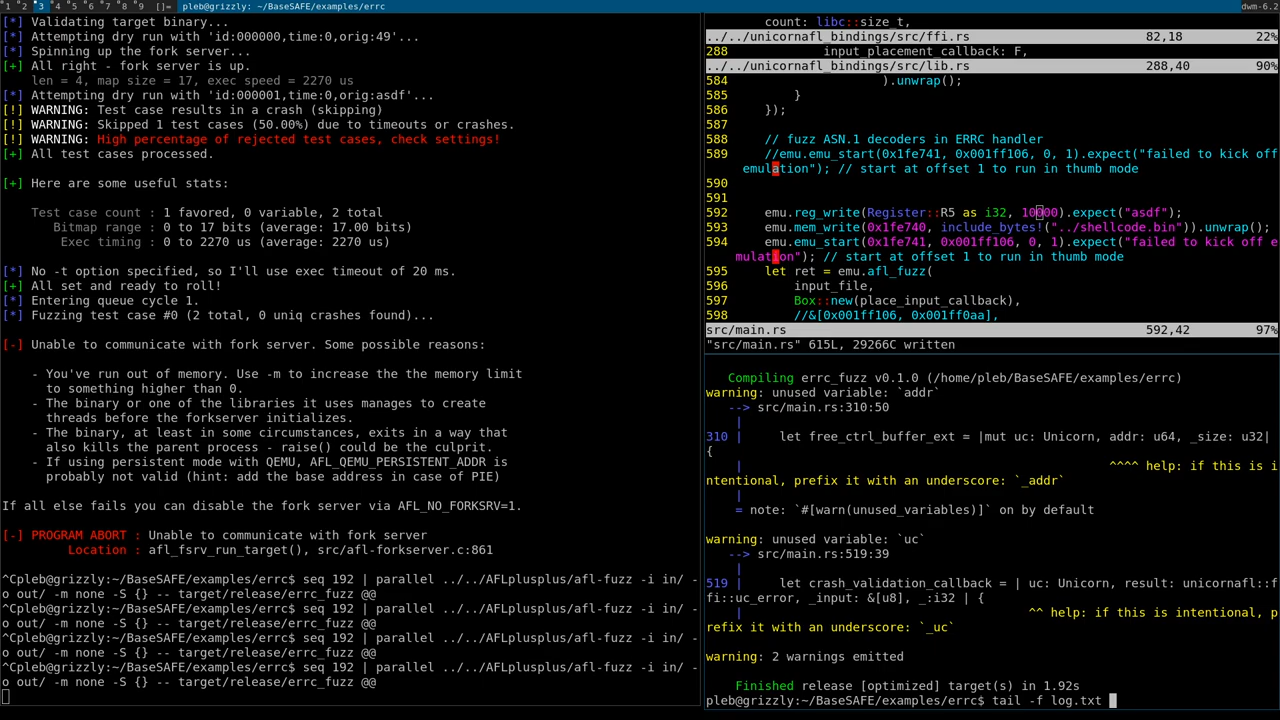 1 2 3 4 5 6 7 8 9 []= pleb@grizzly: ~/BaseSAFE/examples/errc dwm-6.2
[*] Validating target binary...
[*] Attempting dry run with 'id:000000,time:0,orig:49'...
[*] Spinning up the fork server...
[+] All right - fork server is up.
len = 4, map size = 17, exec speed = 2270 us
[*] Attempting dry run with 'id:000001,time:0,orig:asdf'...
[!] WARNING: Test case results in a crash (skipping)
[!] WARNING: Skipped 1 test cases (50.00%) due to timeouts or crashes.
[!] WARNING: High percentage of rejected test cases, check settings!
[+] All test cases processed.
[+] Here are some useful stats:
Test case count : 1 favored, 0 variable, 2 total
Bitmap range : 0 to 17 bits (average: 17.00 bits)
Exec timing : 0 to 2270 us (average: 2270 us)
[*] No -t option specified, so I'll use exec timeout of 20 ms.
[+] All set and ready to roll!
[*] Entering queue cycle 1.
[*] Fuzzing test case #0 (2 total, 0 uniq crashes found)...
[-] Unable to communicate with fork server. Some possible reasons:
- You've run out of memory. Use -m to increase the the memory limit
to something higher than 0.
- The binary or one of the libraries it uses manages to create
threads before the forkserver initializes.
- The binary, at least in some circumstances, exits in a way that
also kills the parent process - raise() could be the culprit.
- If using persistent mode with QEMU, AFL_QEMU_PERSISTENT_ADDR is
probably not valid (hint: add the base address in case of PIE)
If all else fails you can disable the fork server via AFL_NO_FORKSRV=1.
[-] PROGRAM ABORT : Unable to communicate with fork server
Location : afl_fsrv_run_target(), src/afl-forkserver.c:861
^Cpleb@grizzly:~/BaseSAFE/examples/errc$ seq 192 | parallel ../../AFLplusplus/afl-fuzz -i in/ -
o out/ -m none -S {} -- target/release/errc_fuzz @@
^Cpleb@grizzly:~/BaseSAFE/examples/errc$ seq 192 | parallel ../../AFLplusplus/afl-fuzz -i in/ -
o out/ -m none -S {} -- target/release/errc_fuzz @@
^Cpleb@grizzly:~/BaseSAFE/examples/errc$ seq 192 | parallel ../../AFLplusplus/afl-fuzz -i in/ -
o out/ -m none -S {} -- target/release/errc_fuzz @@
^Cpleb@grizzly:~/BaseSAFE/examples/errc$ seq 192 | parallel ../../AFLplusplus/afl-fuzz -i in/ -
o out/ -m none -S {} -- target/release/errc_fuzz @@
count: libc::size_t,
../../unicornafl_bindings/src/ffi.rs 82,18 22%
288 input_placement_callback: F,
../../unicornafl_bindings/src/lib.rs 288,40 90%
584 ).unwrap();
585 }
586 });
587
588 // fuzz ASN.1 decoders in ERRC handler
589 //emu.emu_start(0x1fe741, 0x001ff106, 0, 1).expect("failed to kick off
emulation"); // start at offset 1 to run in thumb mode
590
591
592 emu.reg_write(Register::R5 as i32, 10000).expect("asdf");
593 emu.mem_write(0x1fe740, include_bytes!("../shellcode.bin")).unwrap();
594 emu.emu_start(0x1fe741, 0x001ff106, 0, 1).expect("failed to kick off e
mulation"); // start at offset 1 to run in thumb mode
595 let ret = emu.afl_fuzz(
596 input_file,
597 Box::new(place_input_callback),
598 //&[0x001ff106, 0x001ff0aa],
src/main.rs 592,42 97%
"src/main.rs" 615L, 29266C written
Compiling errc_fuzz v0.1.0 (/home/pleb/BaseSAFE/examples/errc)
warning: unused variable: `addr`
--> src/main.rs:310:50
|
310 | let free_ctrl_buffer_ext = |mut uc: Unicorn, addr: u64, _size: u32|
{
| ^^^^ help: if this is i
ntentional, prefix it with an underscore: `_addr`
|
= note: `#[warn(unused_variables)]` on by default
warning: unused variable: `uc`
--> src/main.rs:519:39
|
519 | let crash_validation_callback = | uc: Unicorn, result: unicornafl::f
fi::uc_error, _input: &[u8], _:i32 | {
| ^^ help: if this is intentional, p
refix it with an underscore: `_uc`
warning: 2 warnings emitted
Finished release [optimized] target(s) in 1.92s
pleb@grizzly:~/BaseSAFE/examples/errc$ tail -f log.txt